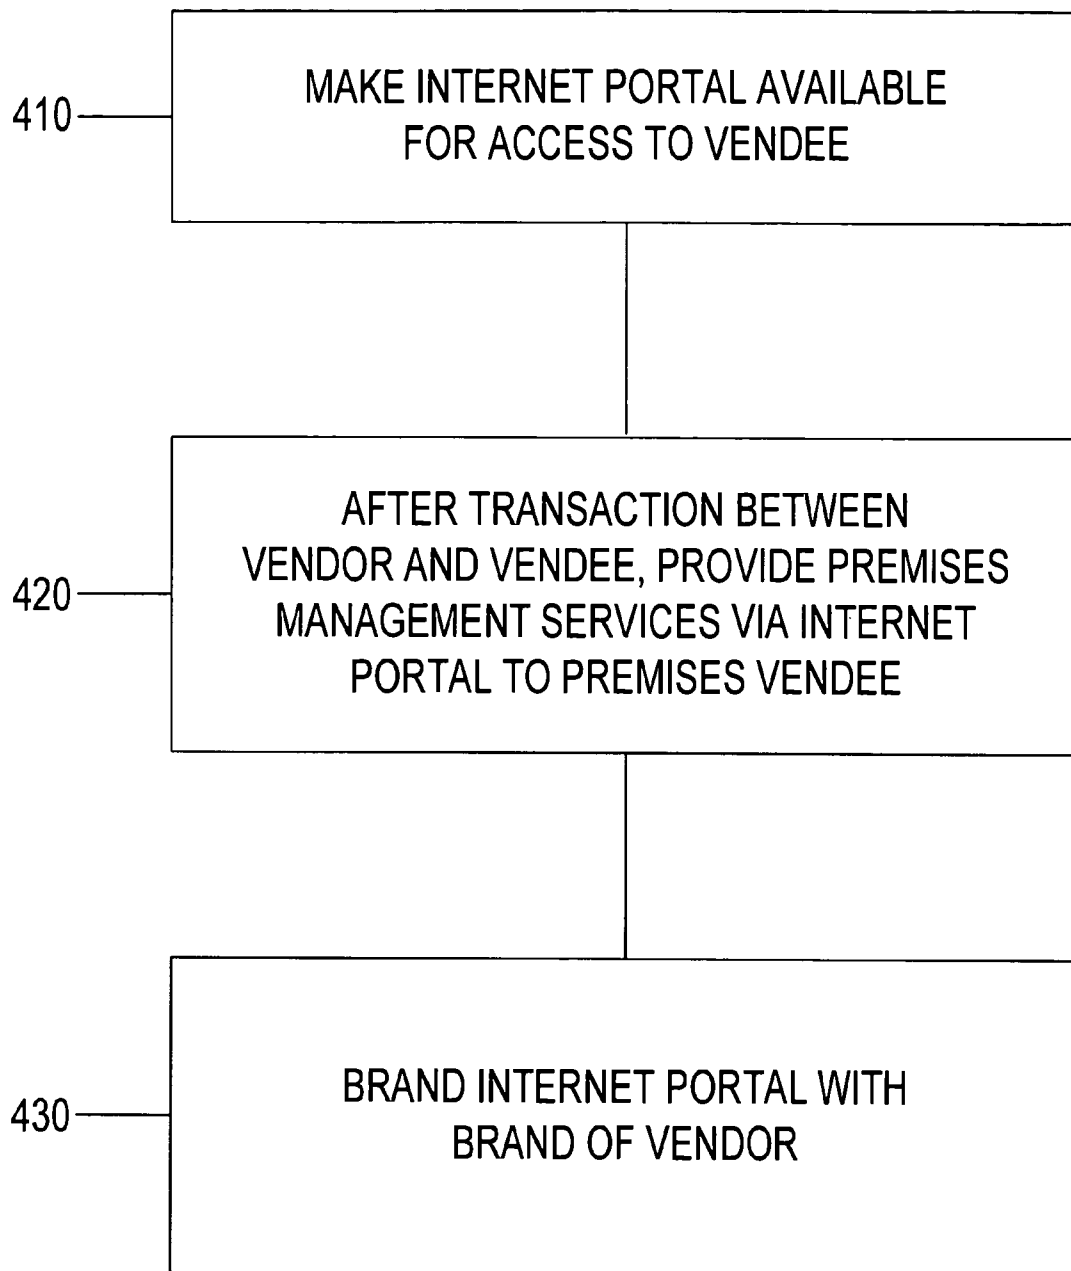 410
MAKE INTERNET PORTAL AVAILABLE
FOR ACCESS TO VENDEE
420
AFTER TRANSACTION BETWEEN
VENDOR AND VENDEE, PROVIDE PREMISES
MANAGEMENT SERVICES VIA INTERNET
PORTAL TO PREMISES VENDEE
430
BRAND INTERNET PORTAL WITH
BRAND OF VENDOR